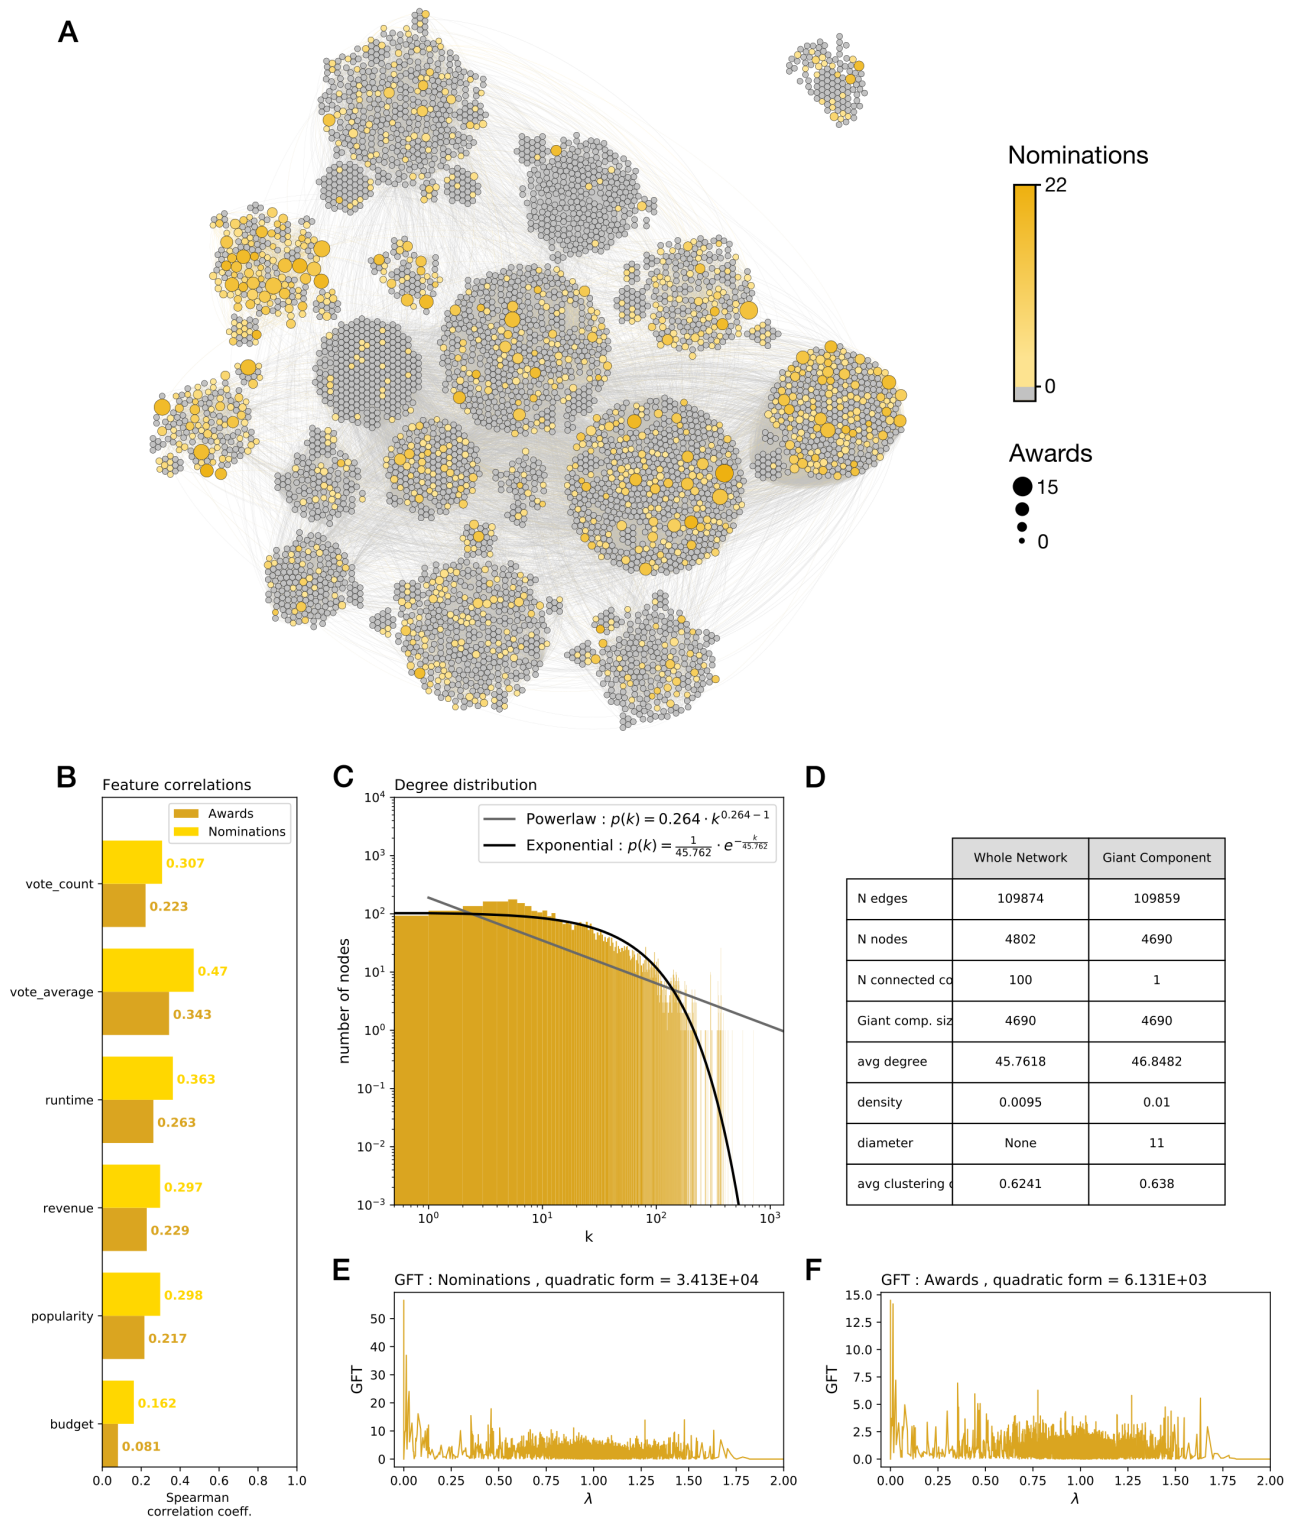 A
Nominations
22
0
Awards
15
0
B
Feature correlations
Awards
Nominations
vote_count
0.307
0.223
vote_average
0.47
0.343
runtime
0.363
0.263
revenue
0.297
0.229
popularity
0.298
0.217
budget
0.162
0.081
0.0 0.2 0.4 0.6 0.8 1.0
Spearman
correlation coeff.
C
Degree distribution
Powerlaw : p(k) = 0.264 · k^{0.264−1}
Exponential : p(k) = \frac{1}{45.762} · e^{−\frac{k}{45.762}}
number of nodes
10^4
10^3
10^2
10^1
10^0
10^{−1}
10^{−2}
10^{−3}
10^0 10^1 10^2 10^3
k
D
Whole Network Giant Component
N edges 109874 109859
N nodes 4802 4690
N connected co 100 1
Giant comp. siz 4690 4690
avg degree 45.7618 46.8482
density 0.0095 0.01
diameter None 11
avg clustering 0.6241 0.638
E
GFT : Nominations , quadratic form = 3.413E+04
GFT
50
40
30
20
10
0
0.00 0.25 0.50 0.75 1.00 1.25 1.50 1.75 2.00
λ
F
GFT : Awards , quadratic form = 6.131E+03
GFT
15.0
12.5
10.0
7.5
5.0
2.5
0.0
0.00 0.25 0.50 0.75 1.00 1.25 1.50 1.75 2.00
λ